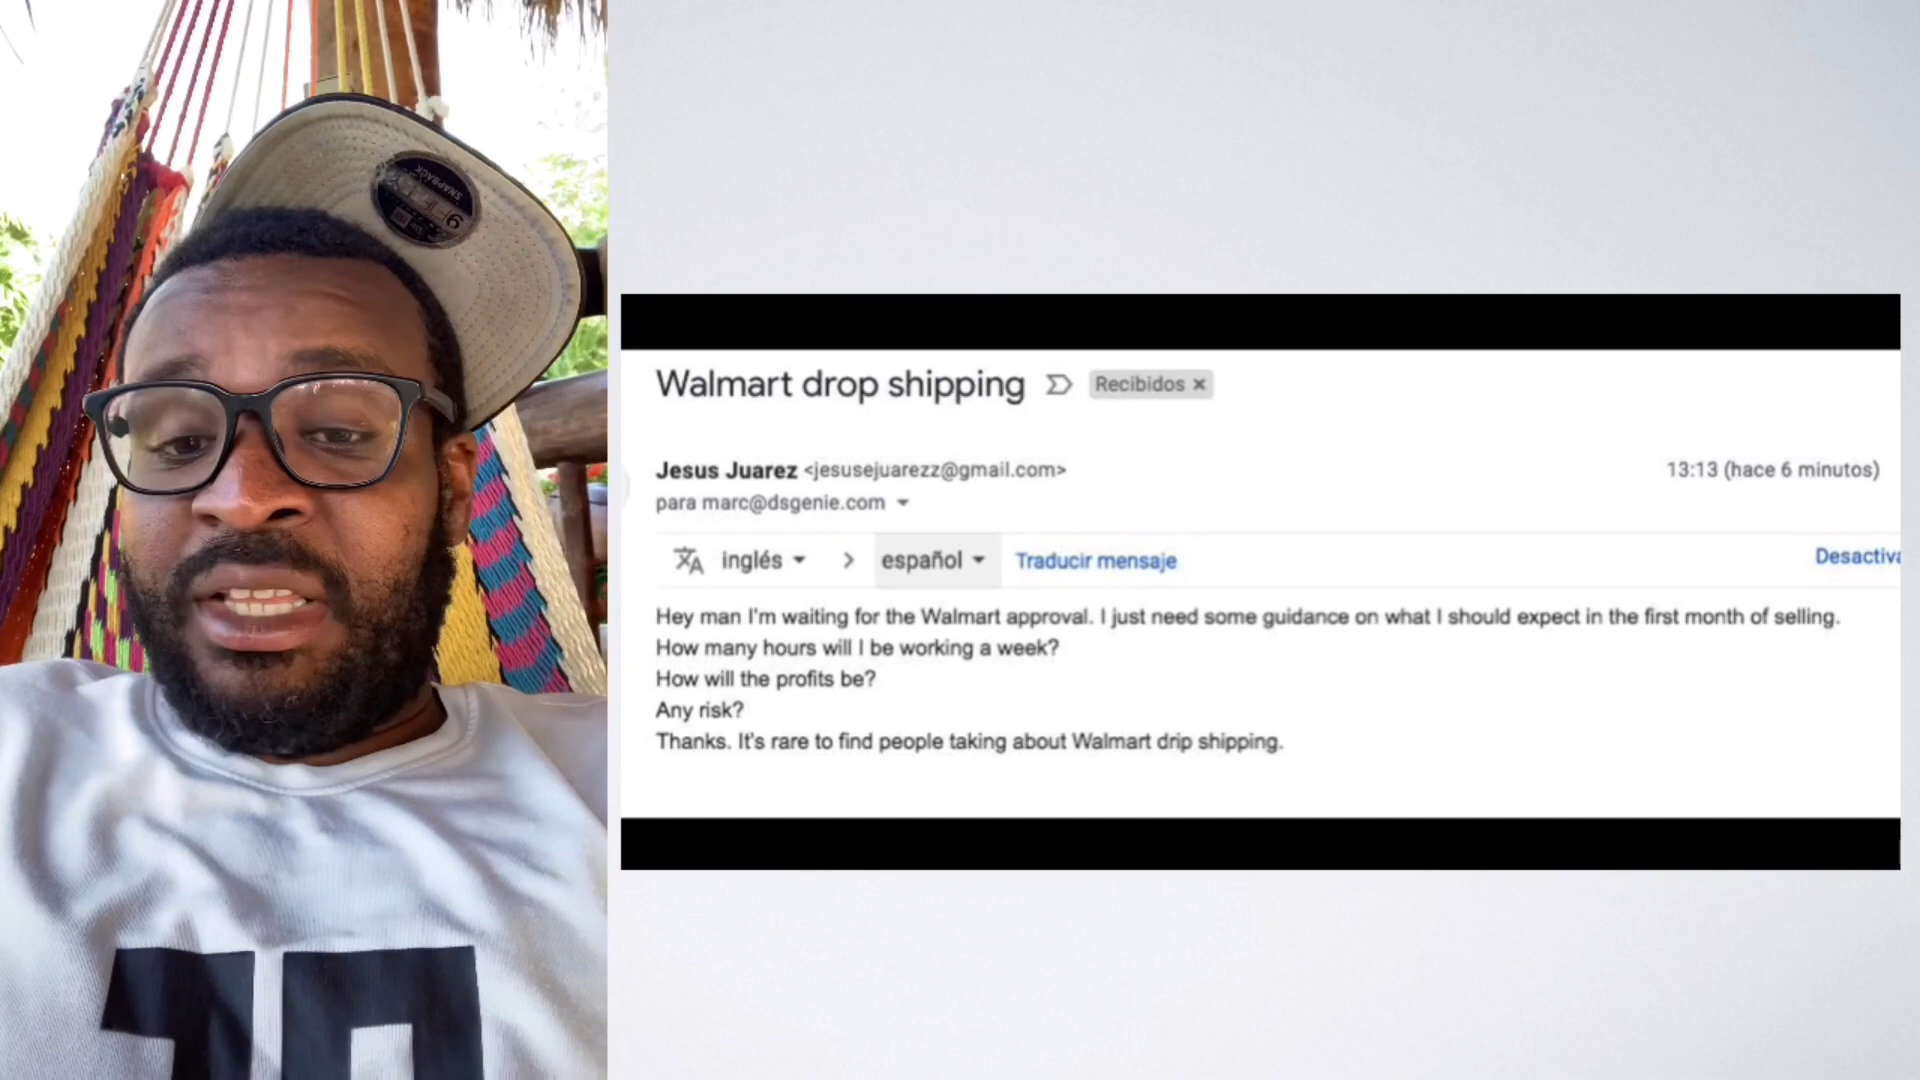 SNAPBACK
9FIFTY
Walmart drop shipping
Recibidos ×
Jesus Juarez <jesusejuarezz@gmail.com>
13:13 (hace 6 minutos)
para marc@dsgenie.com
inglés
español
Traducir mensaje
Desactiva
Hey man I'm waiting for the Walmart approval. I just need some guidance on what I should expect in the first month of selling.
How many hours will I be working a week?
How will the profits be?
Any risk?
Thanks. It's rare to find people taking about Walmart drip shipping.